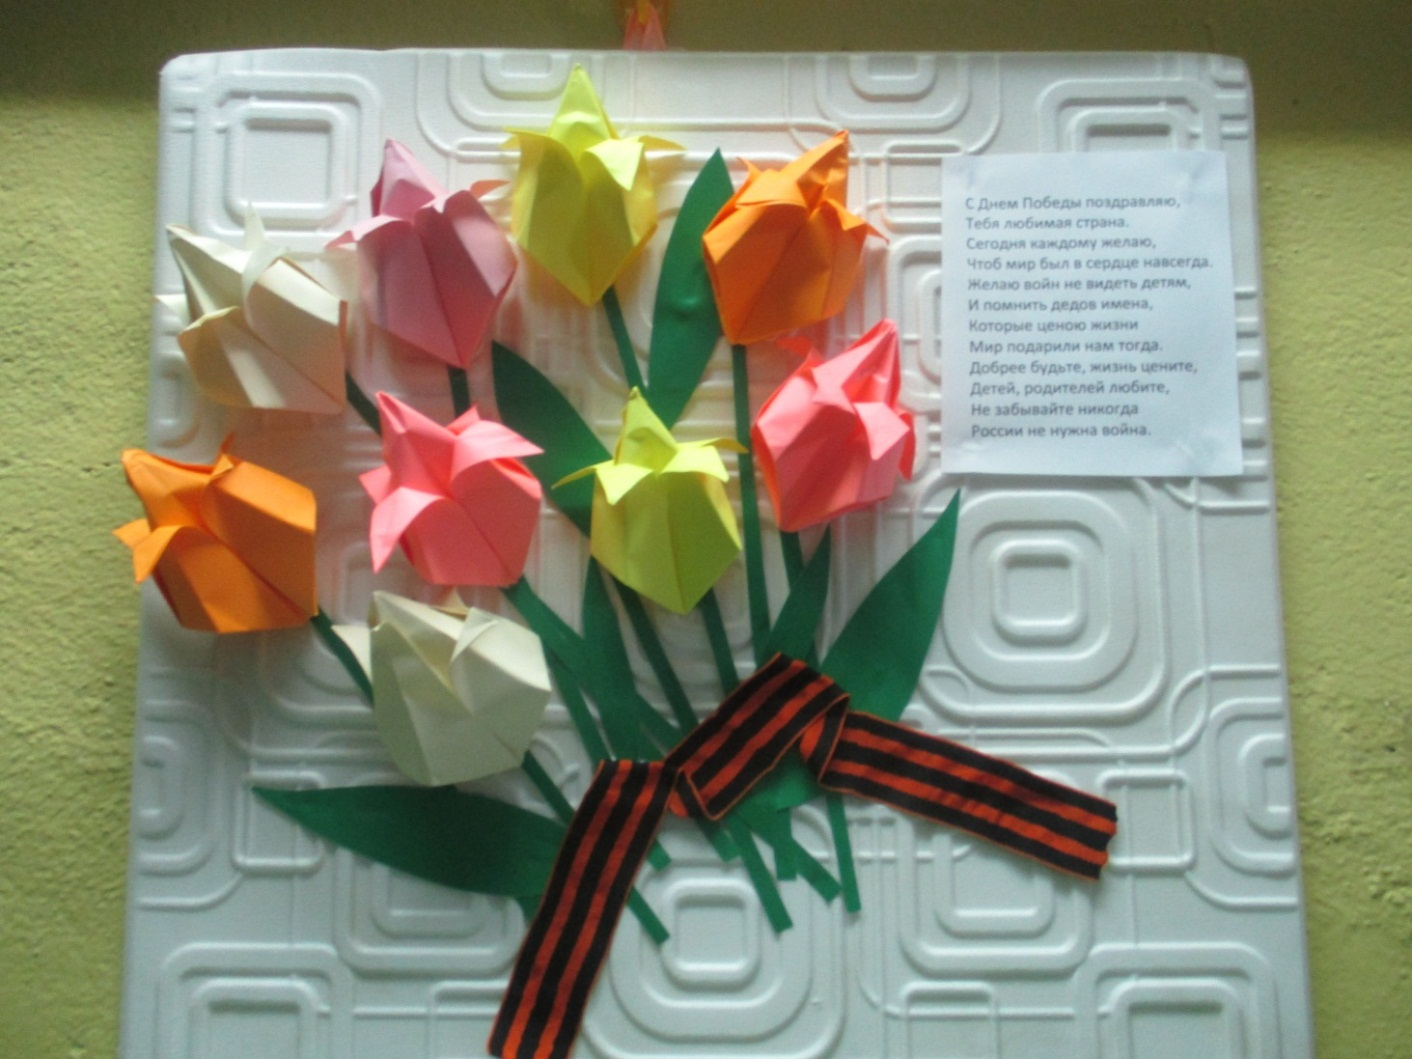 С Днем Победы поздравляю,
Тебя любимая страна.
Сегодня каждому желаю,
Чтоб мир был в сердце навсегда.
Желаю войн не видеть детям,
И помнить дедов имена,
Которые ценою жизни
Мир подарили нам тогда.
Добрее будьте, жизнь цените,
Детей, родителей любите,
Не забывайте никогда
России не нужна война.